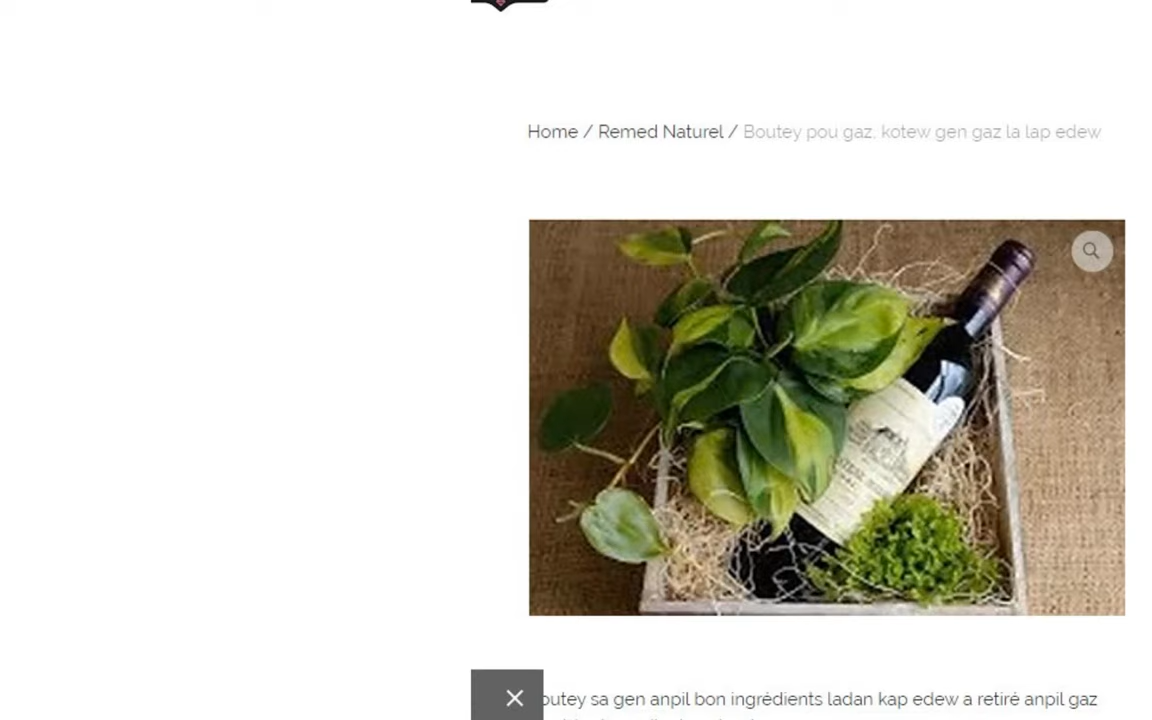 Home / Remed Naturel / Boutey pou gaz, kotew gen gaz la lap edew
outey sa gen anpil bon ingrédients ladan kap edew a retiré anpil gaz